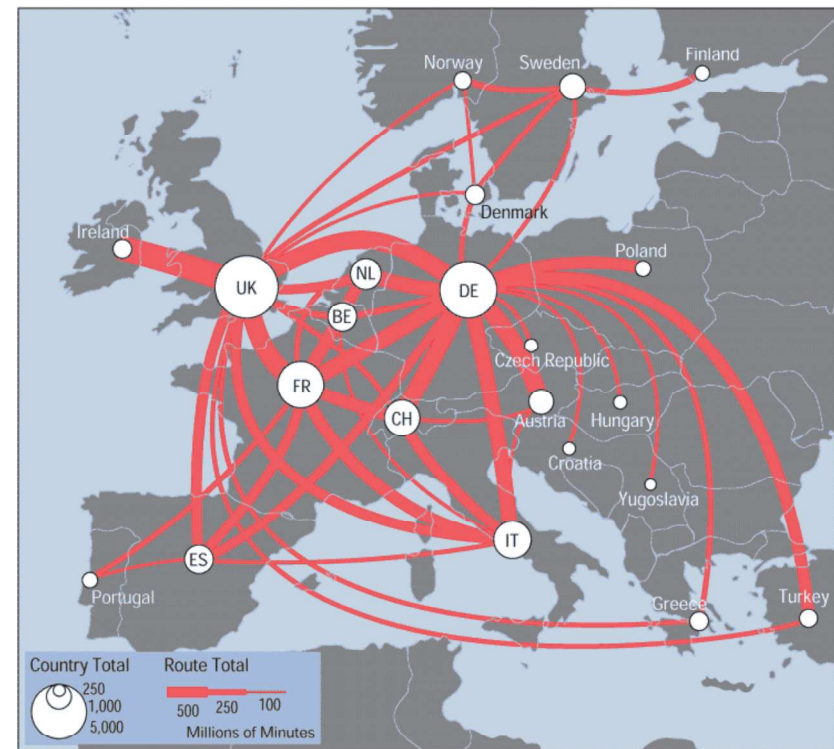 Norway
Sweden
Finland
Denmark
Ireland
Poland
UK
NL
DE
BE
Czech Republic
FR
CH
Austria
Hungary
Croatia
Yugoslavia
IT
ES
Portugal
Greece
Turkey
Country Total
250
1,000
5,000
Route Total
500 250 100
Millions of Minutes